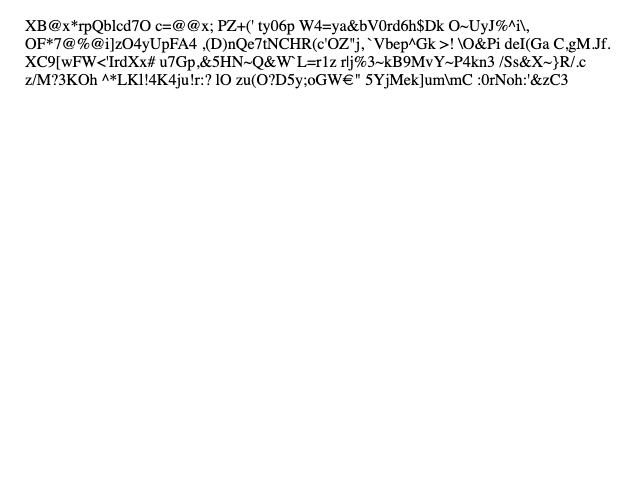 XB@x*rpQblcd7O c=@@x; PZ+(' ty06p W4=ya&bV0rd6h$Dk O~UyJ%^i\,
OF*7@%@i]zO4yUpFA4 ,(D)nQe7tNCHR(c'OZ"j,`Vbep^Gk >! \O&Pi deI(Ga C,gM.Jf.
XC9[wFW<'IrdXx# u7Gp,&5HN~Q&W`L=r1z r|j%3~kB9MvY~P4kn3 /Ss&X~}R/.c
z/M?3KOh ^*LKl!4K4ju!r:? lO zu(O?D5y;oGW€" 5YjMek]um\mC :0rNoh:'&zC3